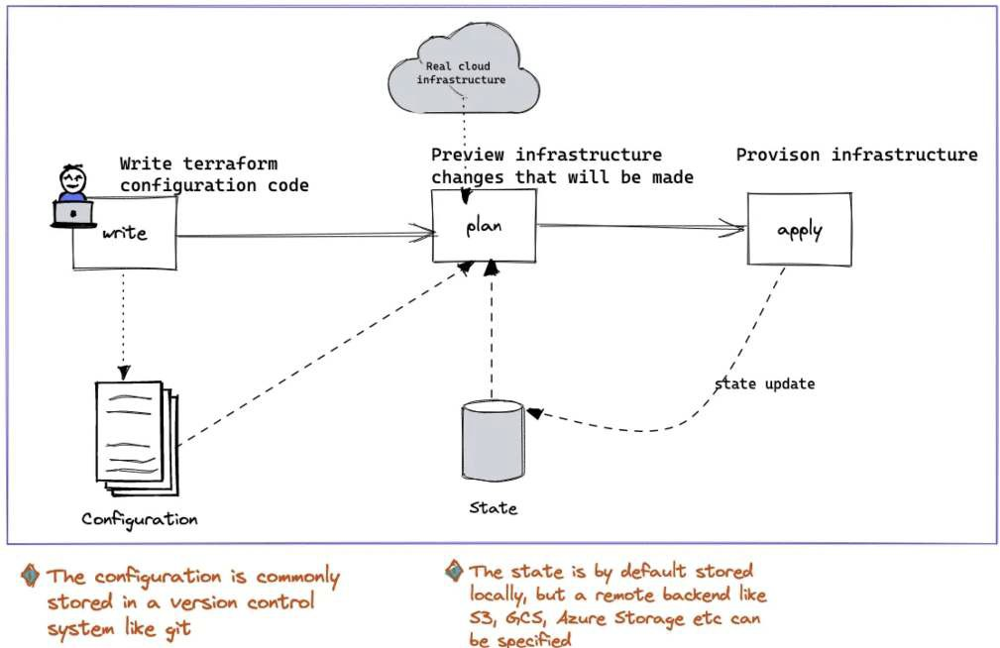 Real cloud
infrastructure
Write terraform
configuration code
Preview infrastructure
changes that will be made
Provison infrastructure
write
plan
apply
state update
Configuration
State
The configuration is commonly
stored in a version control
system like git
The state is by default stored
locally, but a remote backend like
S3, GCS, Azure Storage etc can
be specified